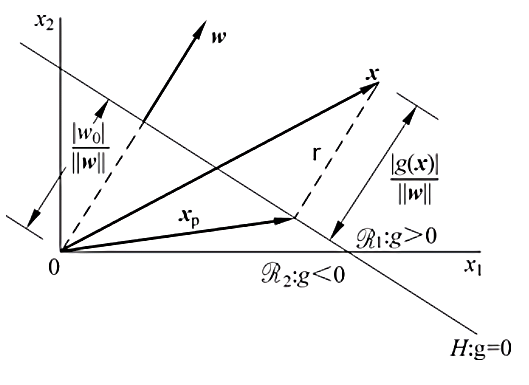 x₂
w
x
|w₀|
||w||
r
|g(x)|
||w||
xₚ
ℛ₁:g>0
0
ℛ₂:g<0
x₁
H:g=0